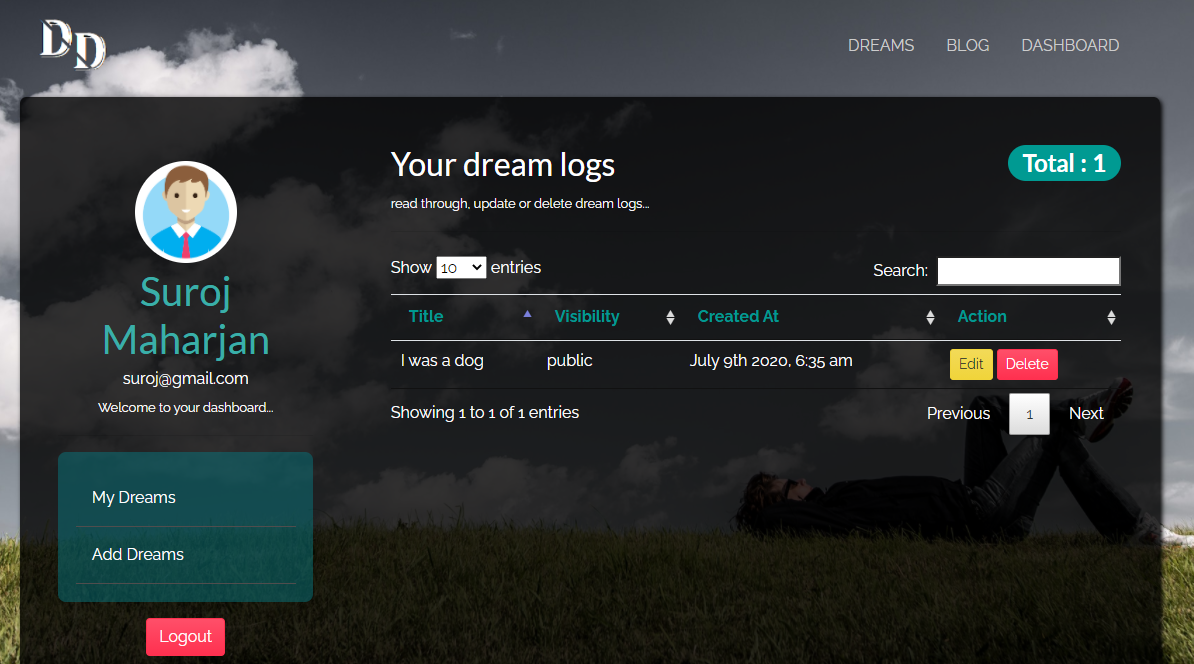 DD
DREAMS BLOG DASHBOARD
Suroj
Maharjan
suroj@gmail.com
Welcome to your dashboard...
My Dreams
Add Dreams
Logout
Your dream logs
Total : 1
read through, update or delete dream logs...
Show 10 entries
Search:
Title Visibility Created At Action
I was a dog public July 9th 2020, 6:35 am Edit Delete
Showing 1 to 1 of 1 entries
Previous 1 Next